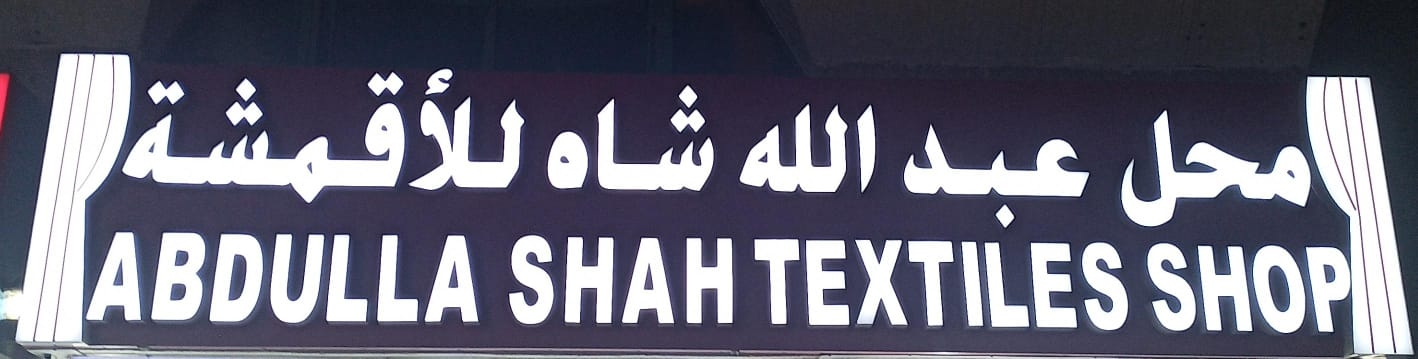 محل عبد الله شاه للأقمشة
ABDULLA SHAH TEXTILES SHOP